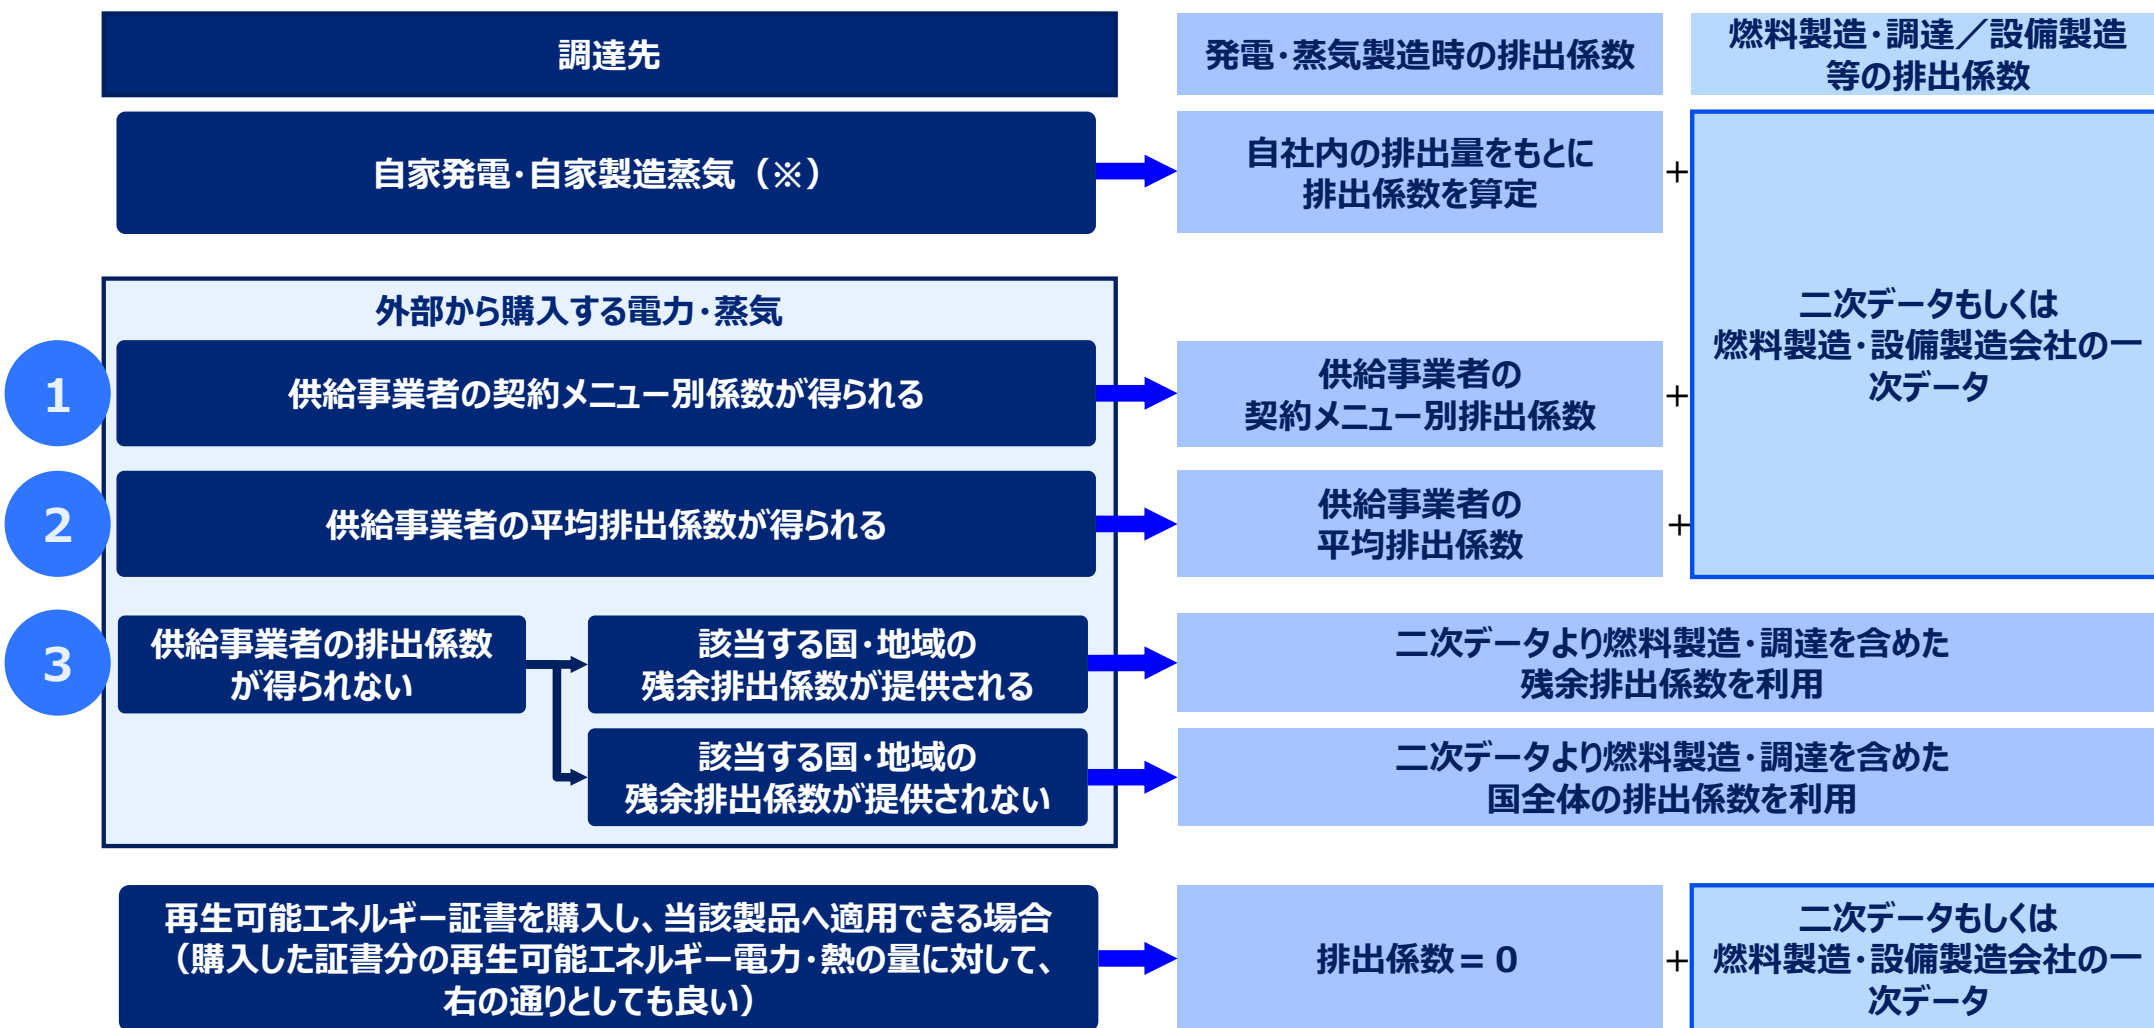 調達先
発電・蒸気製造時の排出係数
燃料製造・調達／設備製造
等の排出係数
自家発電・自家製造蒸気（※）
自社内の排出量をもとに
排出係数を算定
+
二次データもしくは
燃料製造・設備製造会社の一
次データ
外部から購入する電力・蒸気
1
供給事業者の契約メニュー別係数が得られる
供給事業者の
契約メニュー別排出係数
+
2
供給事業者の平均排出係数が得られる
供給事業者の
平均排出係数
+
3
供給事業者の排出係数
が得られない
該当する国・地域の
残余排出係数が提供される
二次データより燃料製造・調達を含めた
残余排出係数を利用
該当する国・地域の
残余排出係数が提供されない
二次データより燃料製造・調達を含めた
国全体の排出係数を利用
再生可能エネルギー証書を購入し、当該製品へ適用できる場合
（購入した証書分の再生可能エネルギー電力・熱の量に対して、
右の通りとしても良い）
排出係数 = 0
+
二次データもしくは
燃料製造・設備製造会社の一
次データ